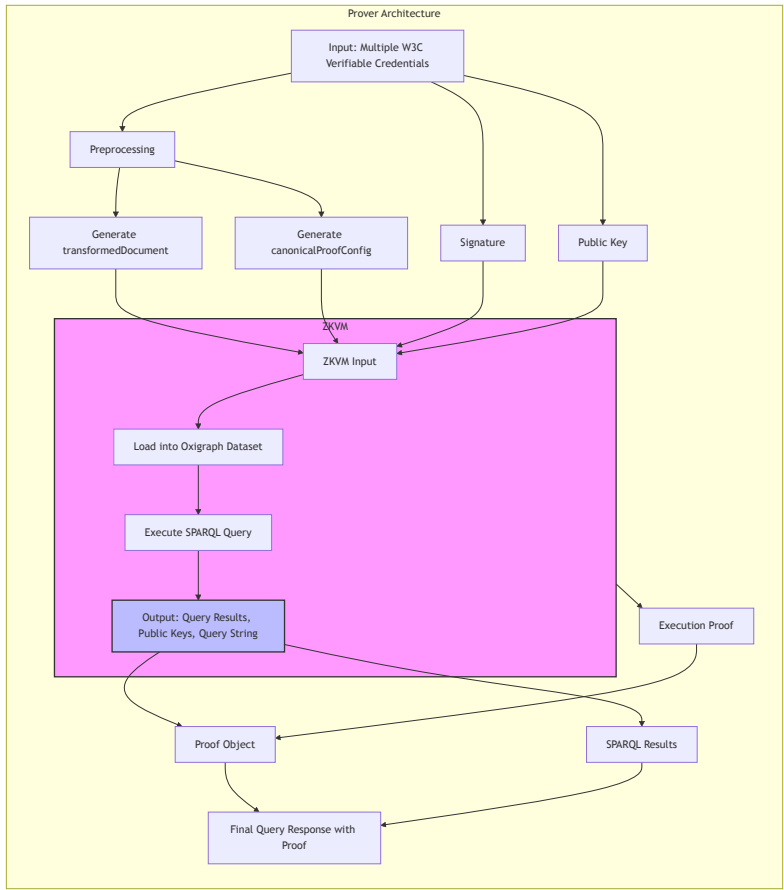 Prover Architecture
Input: Multiple W3C
Verifiable Credentials
Preprocessing
Generate
transformedDocument
Generate
canonicalProofConfig
Signature
Public Key
ZKVM
ZKVM Input
Load into Oxigraph Dataset
Execute SPARQL Query
Output: Query Results,
Public Keys, Query String
Execution Proof
Proof Object
SPARQL Results
Final Query Response with
Proof